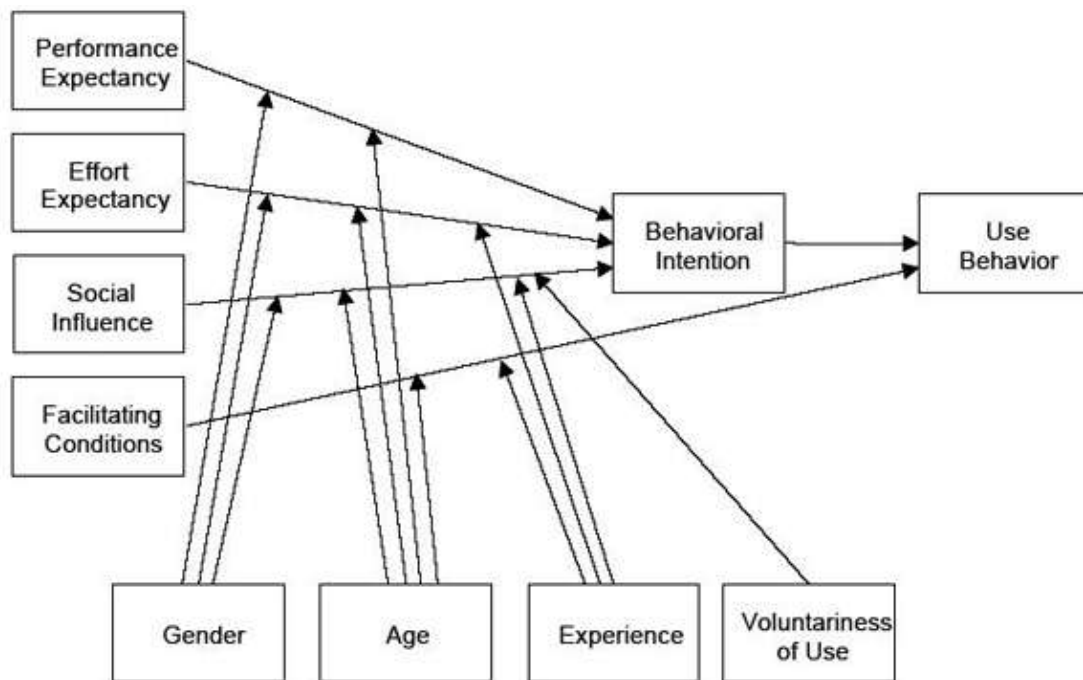 Performance
Expectancy
Effort
Expectancy
Social
Influence
Facilitating
Conditions
Behavioral
Intention
Use
Behavior
Gender
Age
Experience
Voluntariness
of Use